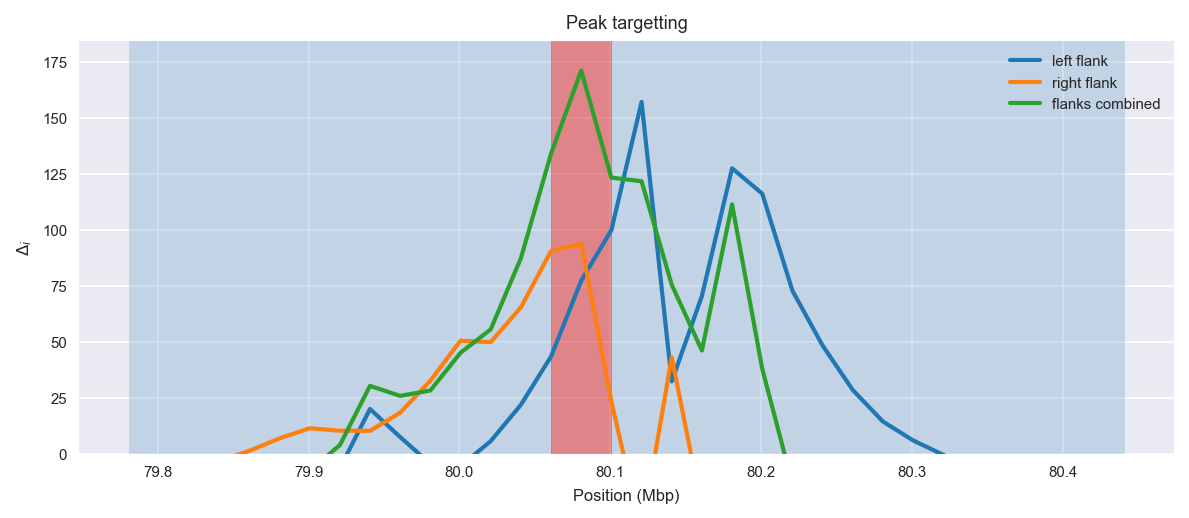 Peak targetting
175
150
125
100
75
50
25
0
Δi
left flank
right flank
flanks combined
79.8 79.9 80.0 80.1 80.2 80.3 80.4
Position (Mbp)